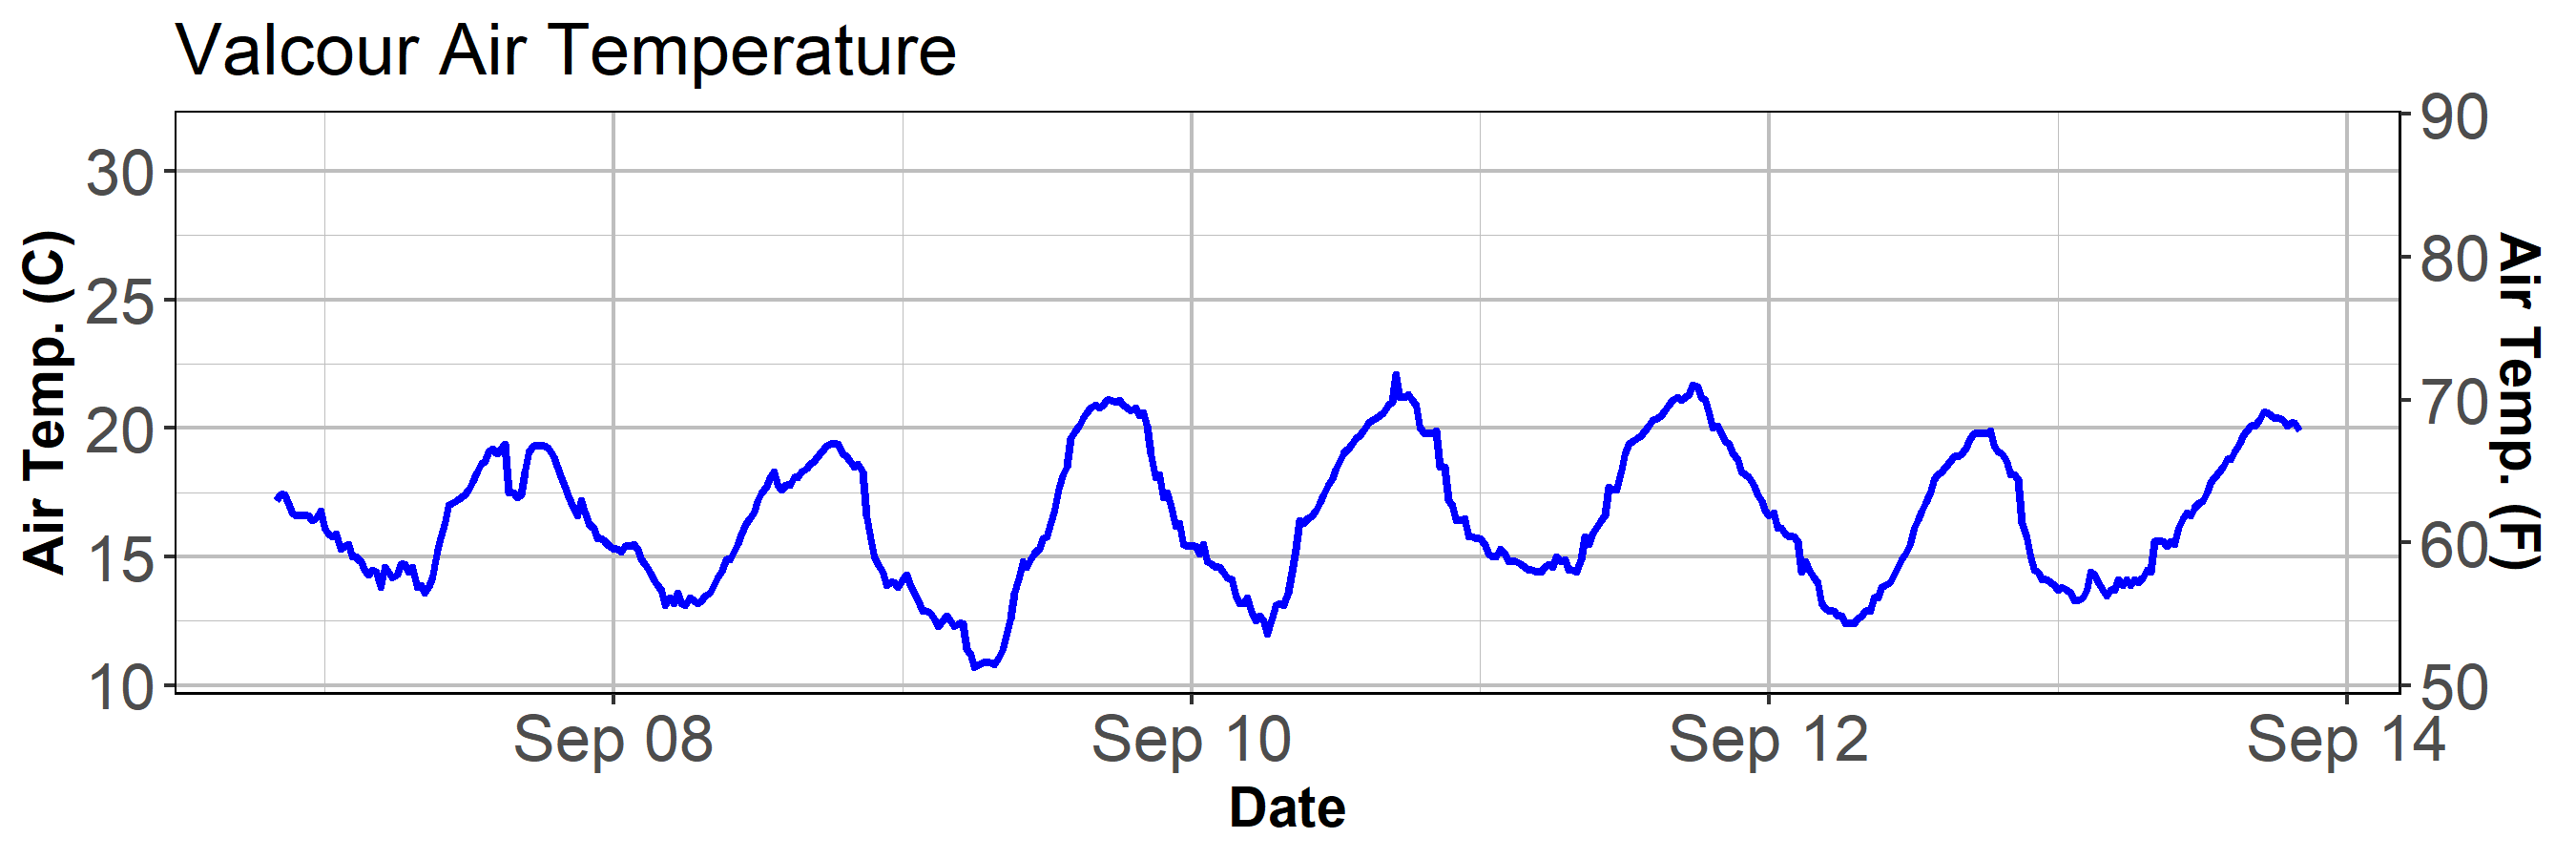 Valcour Air Temperature
Air Temp. (C)
30
25
20
15
10
90
80
70
60
50
Air Temp. (F)
Sep 08
Sep 10
Sep 12
Sep 14
Date